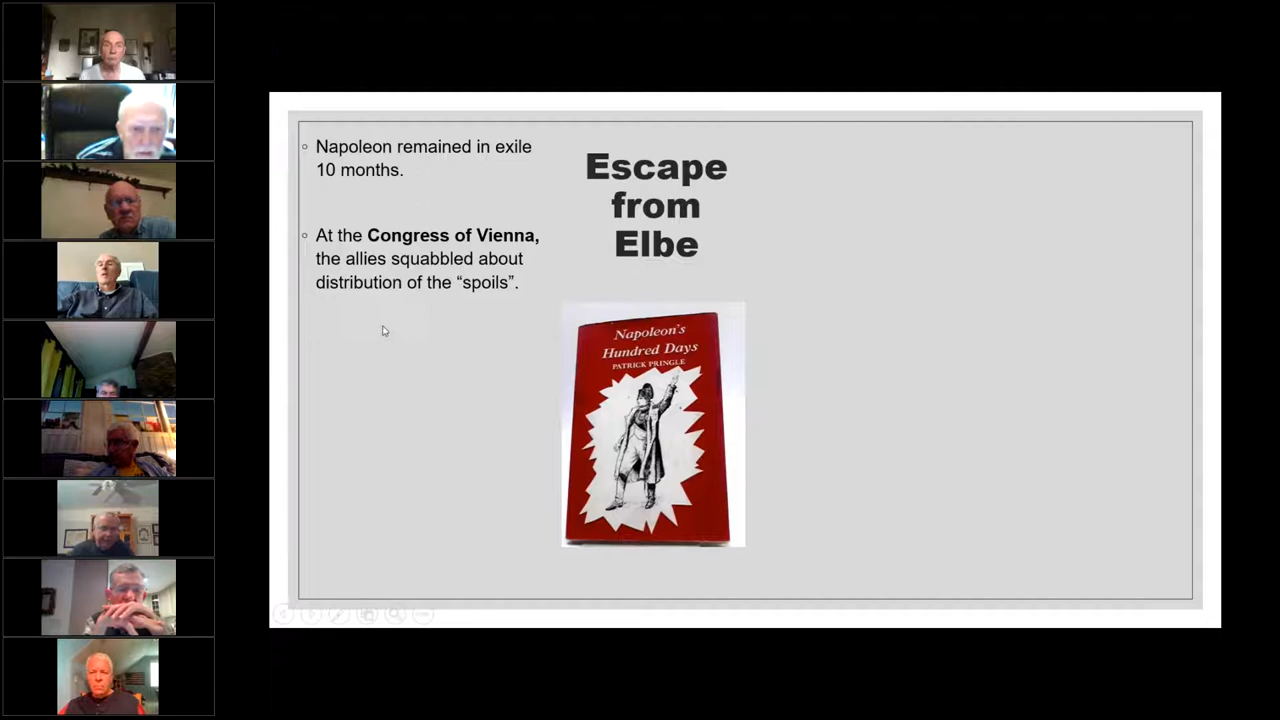 Napoleon remained in exile
10 months.
At the Congress of Vienna,
the allies squabbled about
distribution of the “spoils”.
Escape
from
Elbe
Napoleon's
Hundred Days
PATRICK PRINGLE